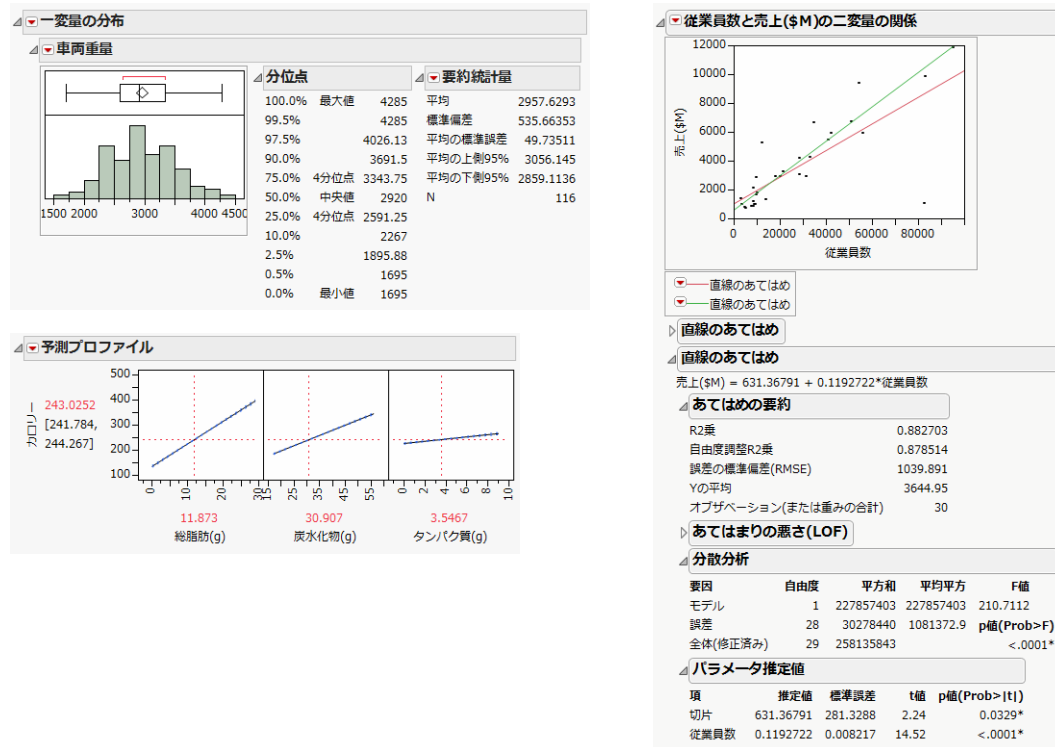 一変量の分布
車両重量
1500 2000 3000 4000 4500
分位点
100.0% 最大値 4285
99.5% 4285
97.5% 4026.13
90.0% 3691.5
75.0% 4分位点 3343.75
50.0% 中央値 2920
25.0% 4分位点 2591.25
10.0% 2267
2.5% 1895.88
0.5% 1695
0.0% 最小値 1695
要約統計量
平均 2957.6293
標準偏差 535.66353
平均の標準誤差 49.73511
平均の上側95% 3056.145
平均の下側95% 2859.1136
N 116
予測プロファイル
カロリー
243.0252
[241.784,
244.267]
500
400
300
200
100
0 10 20 30
15 25 35 45 55
0 2 4 6 8 10
11.873 30.907 3.5467
総脂肪(g) 炭水化物(g) タンパク質(g)
従業員数と売上($M)の二変量の関係
売上($M)
12000
10000
8000
6000
4000
2000
0
0 20000 40000 60000 80000
従業員数
直線のあてはめ
直線のあてはめ
直線のあてはめ
直線のあてはめ
売上($M) = 631.36791 + 0.1192722*従業員数
あてはめの要約
R2乗 0.882703
自由度調整R2乗 0.878514
誤差の標準偏差(RMSE) 1039.891
Yの平均 3644.95
オブザベーション(または重みの合計) 30
あてはまりの悪さ(LOF)
分散分析
要因 自由度 平方和 平均平方 F値
モデル 1 227857403 227857403 210.7112
誤差 28 30278440 1081372.9 p値(Prob>F)
全体(修正済み) 29 258135843 <.0001*
パラメータ推定値
項 推定値 標準誤差 t値 p値(Prob>|t|)
切片 631.36791 281.3288 2.24 0.0329*
従業員数 0.1192722 0.008217 14.52 <.0001*